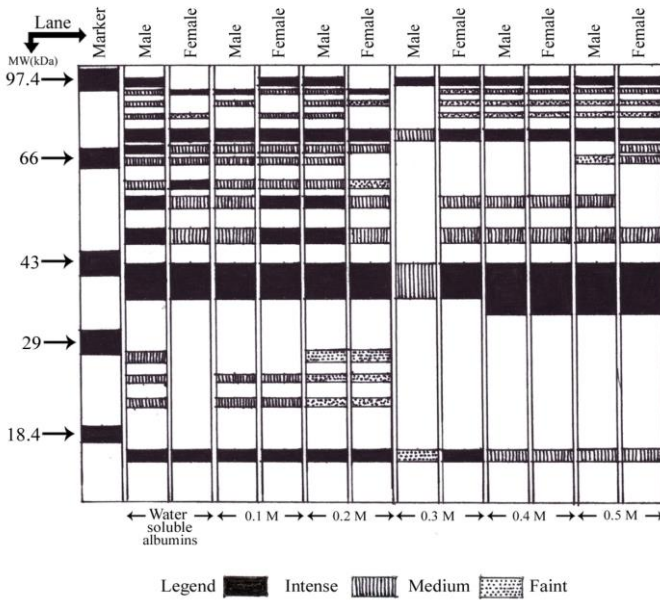 Lane
Marker
Male
Female
Male
Female
Male
Female
Male
Female
Male
Female
Male
Female
MW(kDa)
97.4
66
43
29
18.4
Water
soluble
albumins
0.1 M
0.2 M
0.3 M
0.4 M
0.5 M
Legend Intense Medium Faint